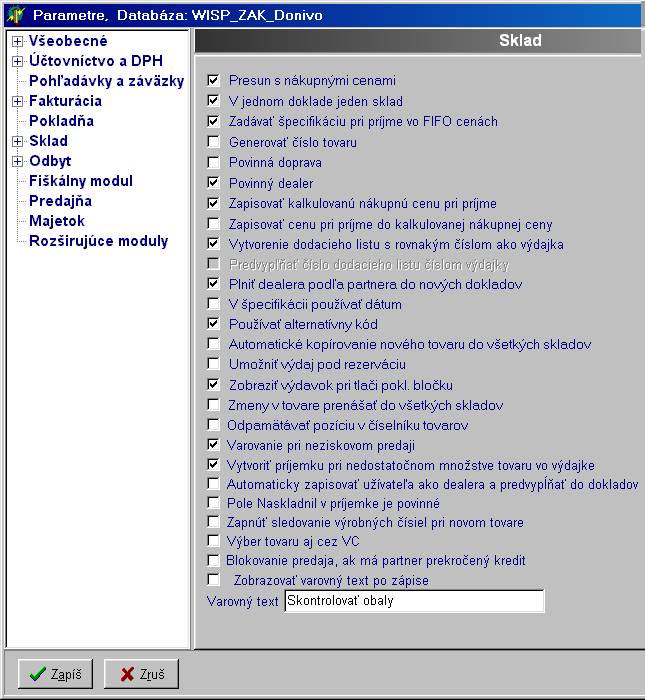 Parametre, Databáza: WISP_ZAK_Donivo
Všeobecné
Účtovníctvo a DPH
Pohľadávky a záväzky
Fakturácia
Pokladňa
Sklad
Odbyt
Fiškálny modul
Predajňa
Majetok
Rozširujúce moduly
Sklad
Presun s nákupnými cenami
V jednom doklade jeden sklad
Zadávať špecifikáciu pri príjme vo FIFO cenách
Generovať číslo tovaru
Povinná doprava
Povinný dealer
Zapisovať kalkulovanú nákupnú cenu pri príjme
Zapisovať cenu pri príjme do kalkulovanej nákupnej ceny
Vytvorenie dodacieho listu s rovnakým číslom ako výdajka
Predvypĺňať číslo dodacieho listu číslom výdajky
Plniť dealera podľa partnera do nových dokladov
V špecifikácii používať dátum
Používať alternatívny kód
Automatické kopírovanie nového tovaru do všetkých skladov
Umožniť výdaj pod rezerváciu
Zobraziť výdavok pri tlači pokl. bločku
Zmeny v tovare prenášať do všetkých skladov
Odpamätávať pozíciu v číselníku tovarov
Varovanie pri neziskovom predaji
Vytvoriť príjemku pri nedostatočnom množstve tovaru vo výdajke
Automaticky zapisovať užívateľa ako dealera a predvypĺňať do dokladov
Pole Naskladnil v príjemke je povinné
Zapnúť sledovanie výrobných čísiel pri novom tovare
Výber tovaru aj cez VC
Blokovanie predaja, ak má partner prekročený kredit
Zobrazovať varovný text po zápise
Varovný text Skontrolovať obaly
Zapíš Zruš